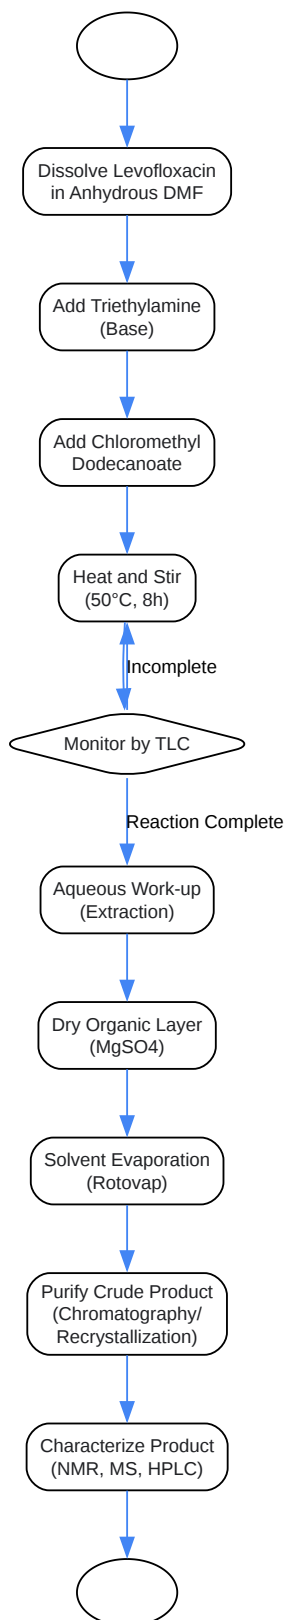 Dissolve Levofloxacin
in Anhydrous DMF
Add Triethylamine
(Base)
Add Chloromethyl
Dodecanoate
Heat and Stir
(50°C, 8h)
Incomplete
Monitor by TLC
Reaction Complete
Aqueous Work-up
(Extraction)
Dry Organic Layer
(MgSO4)
Solvent Evaporation
(Rotovap)
Purify Crude Product
(Chromatography/
Recrystallization)
Characterize Product
(NMR, MS, HPLC)